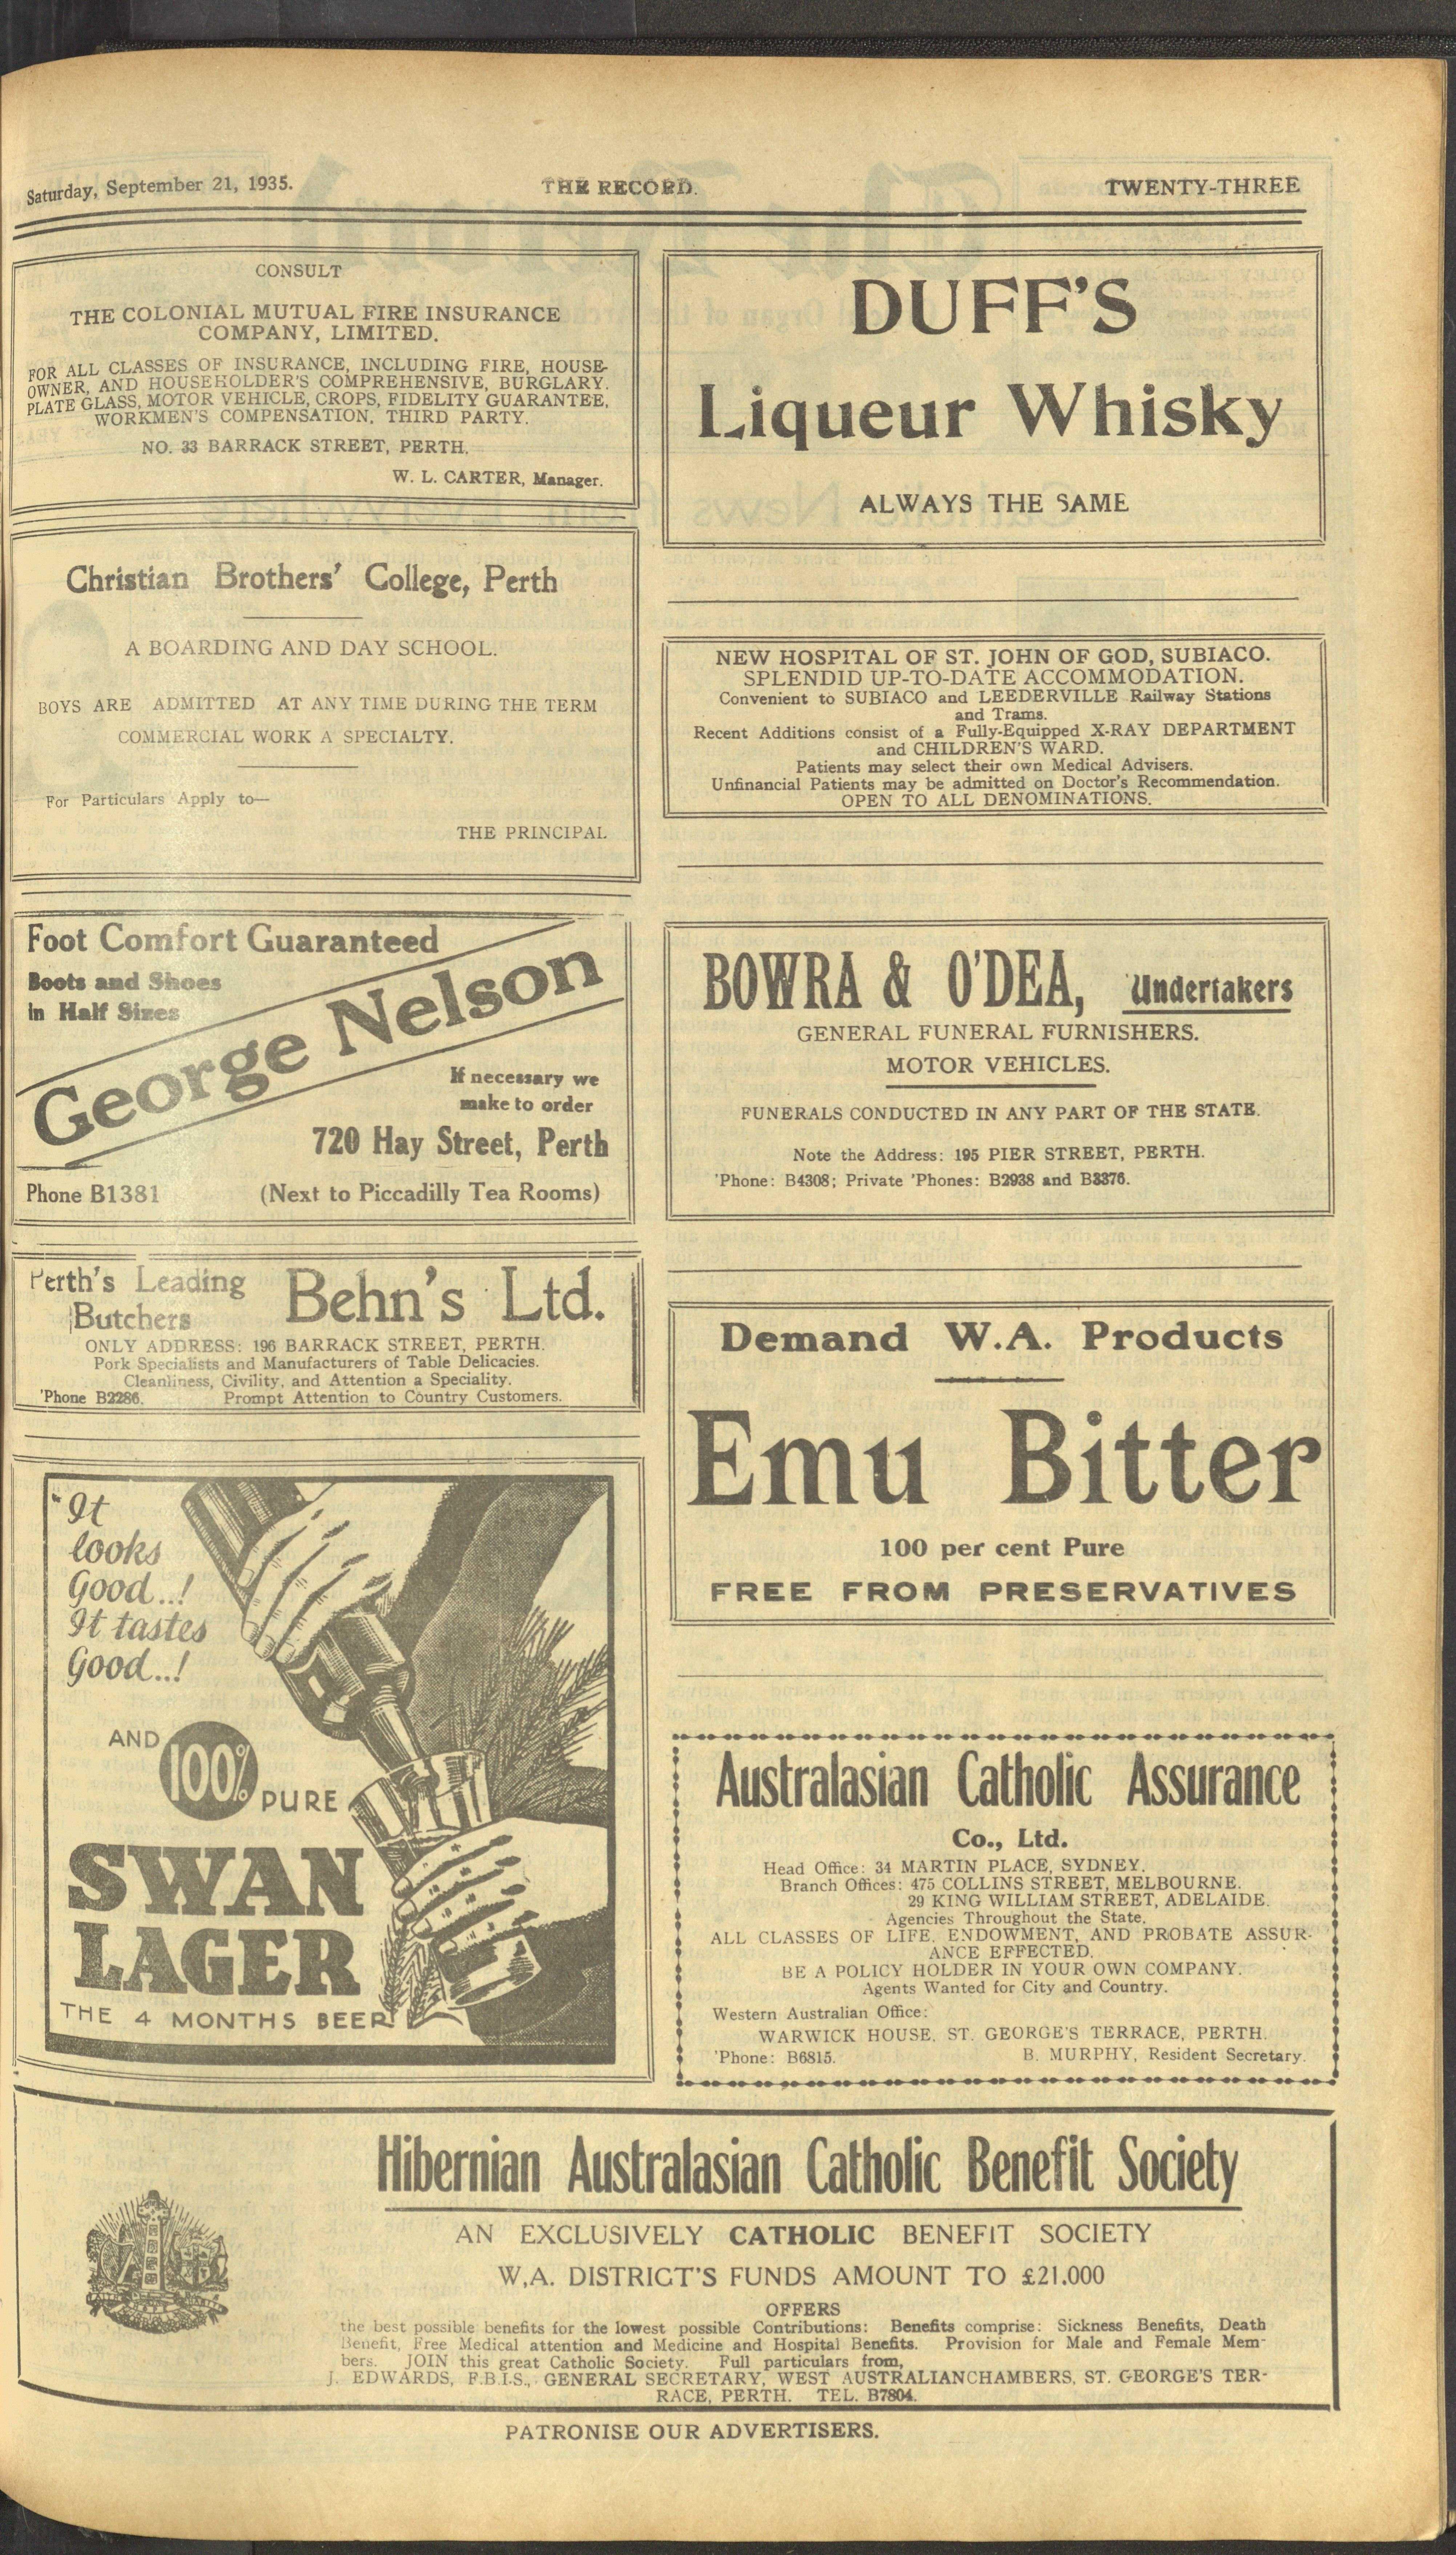 Saturday, September 21, 1935.
THE RECORD.
TWENTY-THREE
CONSULT
THE COLONIAL MUTUAL FIRE INSURANCE
COMPANY, LIMITED.
FOR ALL CLASSES OF INSURANCE, INCLUDING FIRE, HOUSE-
OWNER, AND HOUSEHOLDER'S COMPREHENSIVE, BURGLARY.
PLATE GLASS, MOTOR VEHICLE, CROPS, FIDELITY GUARANTEE,
WORKMEN'S COMPENSATION, THIRD PARTY.
NO. 33 BARRACK STREET, PERTH.
W. L. CARTER, Manager.
Christian Brothers' College, Perth
A BOARDING AND DAY SCHOOL.
BOYS ARE ADMITTED AT ANY TIME DURING THE TERM
COMMERCIAL WORK A SPECIALTY.
For Particulars Apply to—
THE PRINCIPAL
Foot Comfort Guaranteed
Boots and Shoes
in Half Sizes
George Nelson
If necessary we
make to order
720 Hay Street, Perth
Phone B1381 (Next to Piccadilly Tea Rooms)
Perth's Leading
Butchers
Behn's Ltd.
ONLY ADDRESS: 196 BARRACK STREET, PERTH.
Pork Specialists and Manufacturers of Table Delicacies.
Cleanliness, Civility, and Attention a Speciality.
'Phone B2286. Prompt Attention to Country Customers.
"It
looks
Good..!
It tastes
Good..!
AND
100%
PURE
SWAN
LAGER
THE 4 MONTHS BEER
DUFF'S
Liqueur Whisky
ALWAYS THE SAME
NEW HOSPITAL OF ST. JOHN OF GOD, SUBIACO.
SPLENDID UP-TO-DATE ACCOMMODATION.
Convenient to SUBIACO and LEEDERVILLE Railway Stations
and Trams.
Recent Additions consist of a Fully-Equipped X-RAY DEPARTMENT
and CHILDREN'S WARD.
Patients may select their own Medical Advisers.
Unfinancial Patients may be admitted on Doctor's Recommendation.
OPEN TO ALL DENOMINATIONS.
BOWRA & O'DEA, Undertakers
GENERAL FUNERAL FURNISHERS.
MOTOR VEHICLES.
FUNERALS CONDUCTED IN ANY PART OF THE STATE.
Note the Address: 195 PIER STREET, PERTH.
'Phone: B4308; Private 'Phones: B2938 and B3376.
Demand W.A. Products
Emu Bitter
100 per cent Pure
FREE FROM PRESERVATIVES
Australasian Catholic Assurance
Co., Ltd.
Head Office: 34 MARTIN PLACE, SYDNEY.
Branch Offices: 475 COLLINS STREET, MELBOURNE.
29 KING WILLIAM STREET, ADELAIDE.
Agencies Throughout the State.
ALL CLASSES OF LIFE, ENDOWMENT, AND PROBATE ASSUR-
ANCE EFFECTED.
BE A POLICY HOLDER IN YOUR OWN COMPANY.
Agents Wanted for City and Country.
Western Australian Office:
WARWICK HOUSE, ST. GEORGE'S TERRACE, PERTH.
'Phone: B6815. B. MURPHY, Resident Secretary.
Hibernian Australasian Catholic Benefit Society
AN EXCLUSIVELY CATHOLIC BENEFIT SOCIETY
W.A. DISTRICT'S FUNDS AMOUNT TO £21.000
OFFERS
the best possible benefits for the lowest possible Contributions: Benefits comprise: Sickness Benefits, Death
Benefit, Free Medical attention and Medicine and Hospital Benefits. Provision for Male and Female Mem-
bers. JOIN this great Catholic Society. Full particulars from,
J. EDWARDS, F.B.I.S., GENERAL SECRETARY, WEST AUSTRALIANCHAMBERS, ST. GEORGE'S TER-
RACE, PERTH. TEL. B7804.
PATRONISE OUR ADVERTISERS.